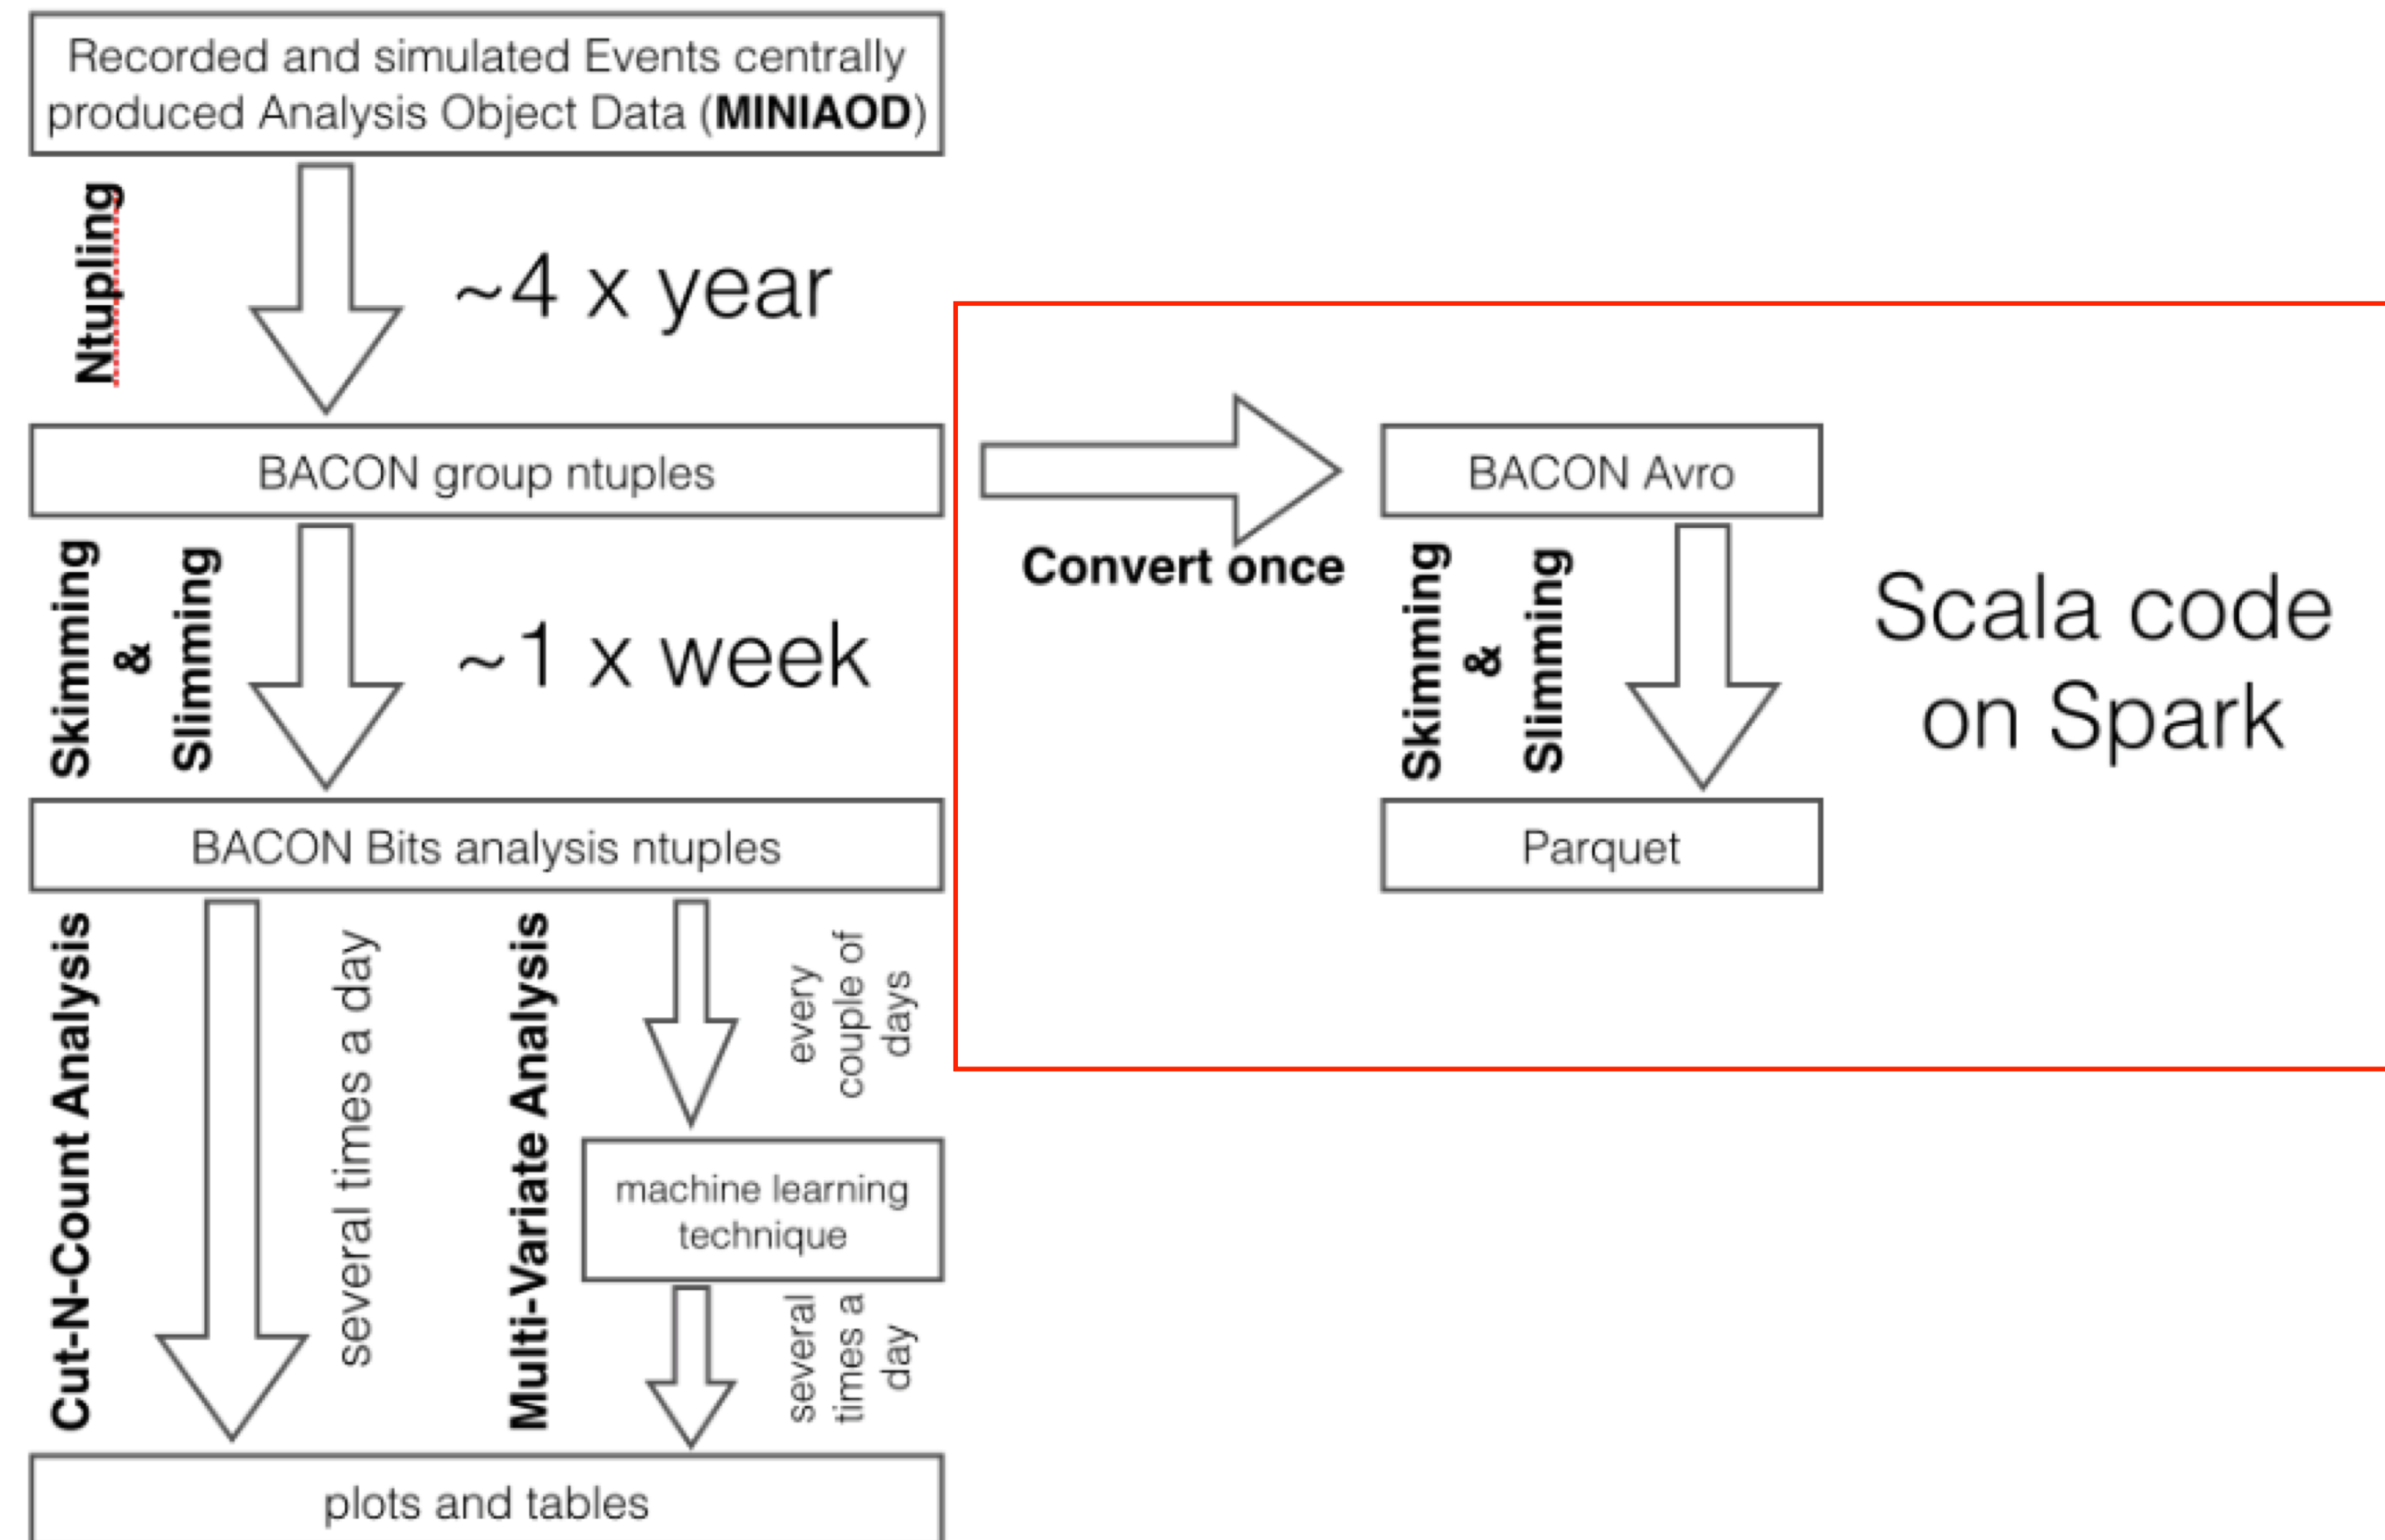 Recorded and simulated Events centrally
produced Analysis Object Data (MINIAOD)
Ntupling
~4 x year
BACON group ntuples
Convert once
BACON Avro
Skimming
&
Slimming
~1 x week
Skimming
&
Slimming
Scala code
on Spark
BACON Bits analysis ntuples
Parquet
Cut-N-Count Analysis
several times a day
Multi-Variate Analysis
every
couple of
days
machine learning
technique
several
times a
day
plots and tables